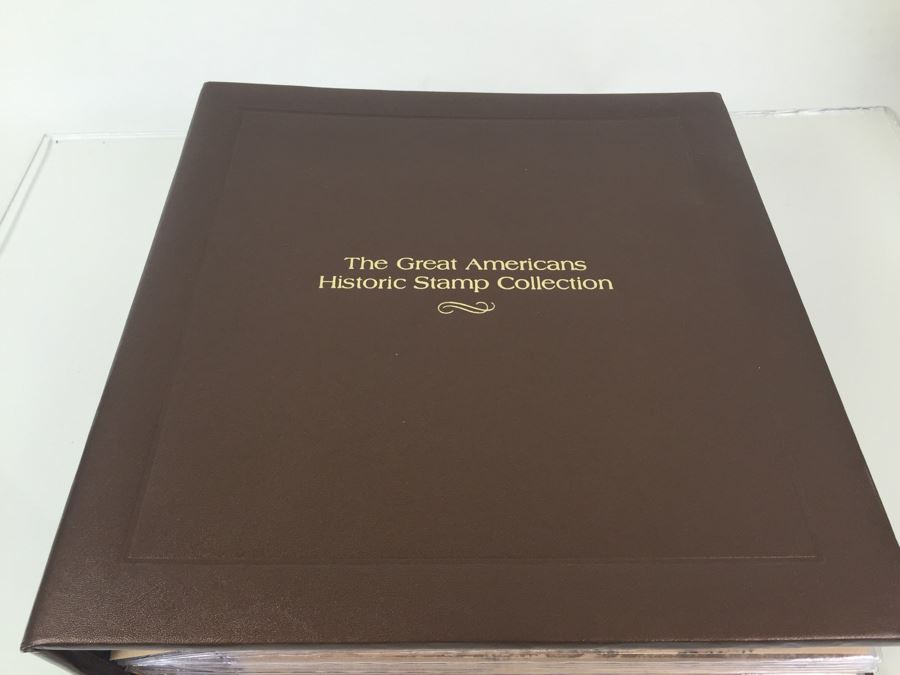 The Great Americans
Historic Stamp Collection